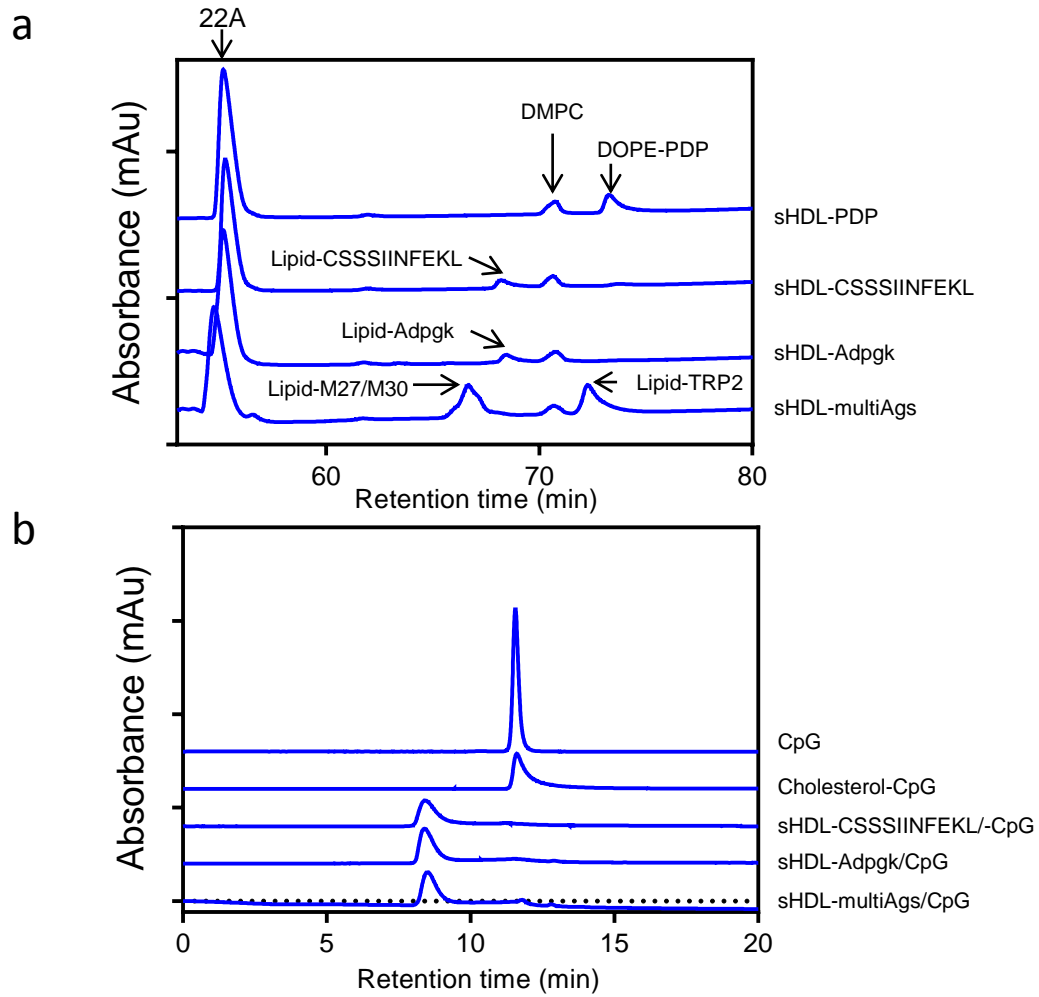 a
22A
Absorbance (mAu)
DMPC
DOPE-PDP
sHDL-PDP
Lipid-CSSSIINFEKL
sHDL-CSSSIINFEKL
Lipid-Adpgk
sHDL-Adpgk
Lipid-M27/M30
Lipid-TRP2
sHDL-multiAgs
60
70
80
Retention time (min)
b
Absorbance (mAu)
CpG
Cholesterol-CpG
sHDL-CSSSIINFEKL/-CpG
sHDL-Adpgk/CpG
sHDL-multiAgs/CpG
0
5
10
15
20
Retention time (min)